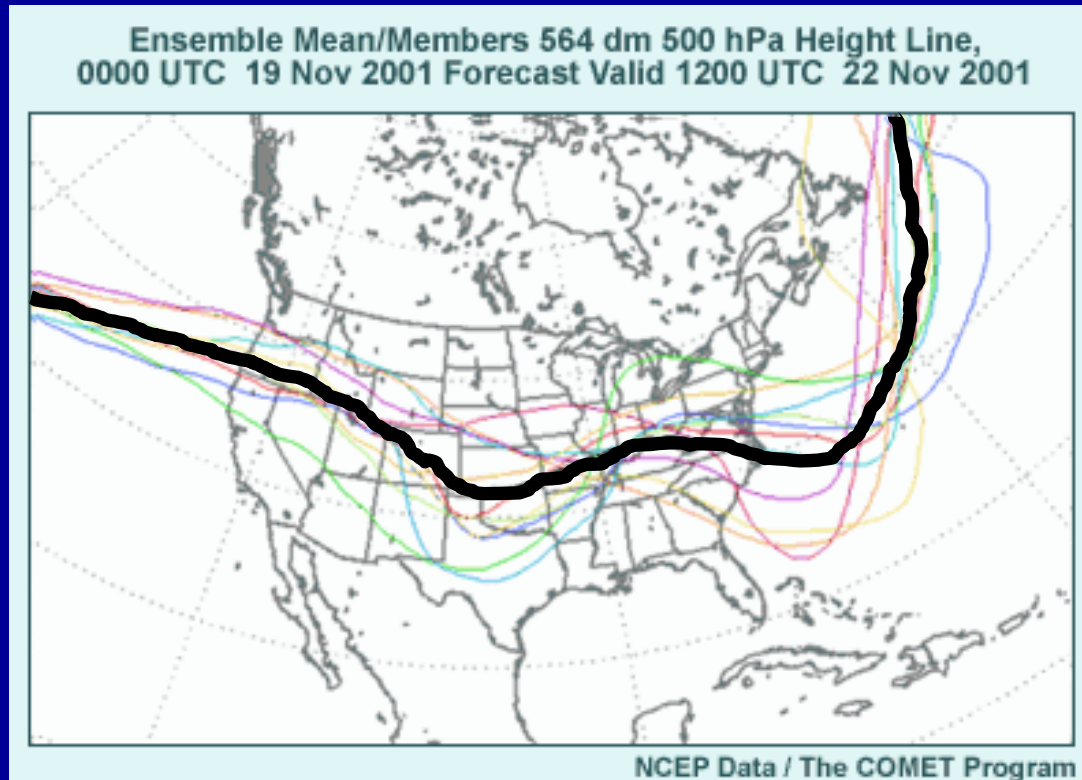 Ensemble Mean/Members 564 dm 500 hPa Height Line,
0000 UTC 19 Nov 2001 Forecast Valid 1200 UTC 22 Nov 2001
NCEP Data / The COMET Program